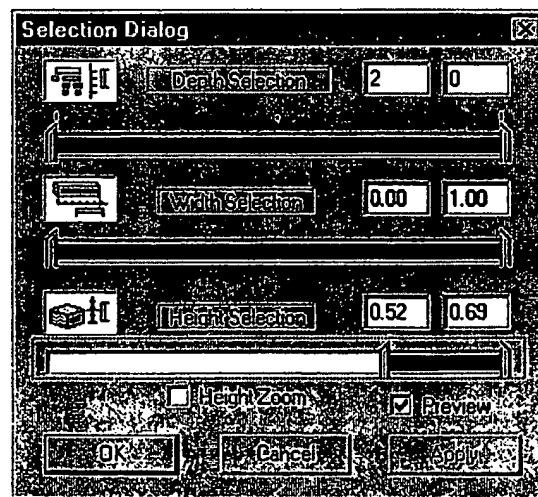 Selection Dialog
Depth Selection 2 0
Width Selection 0.00 1.00
Height Selection 0.52 0.69
Height Zoom Preview
OK Cancel Apply